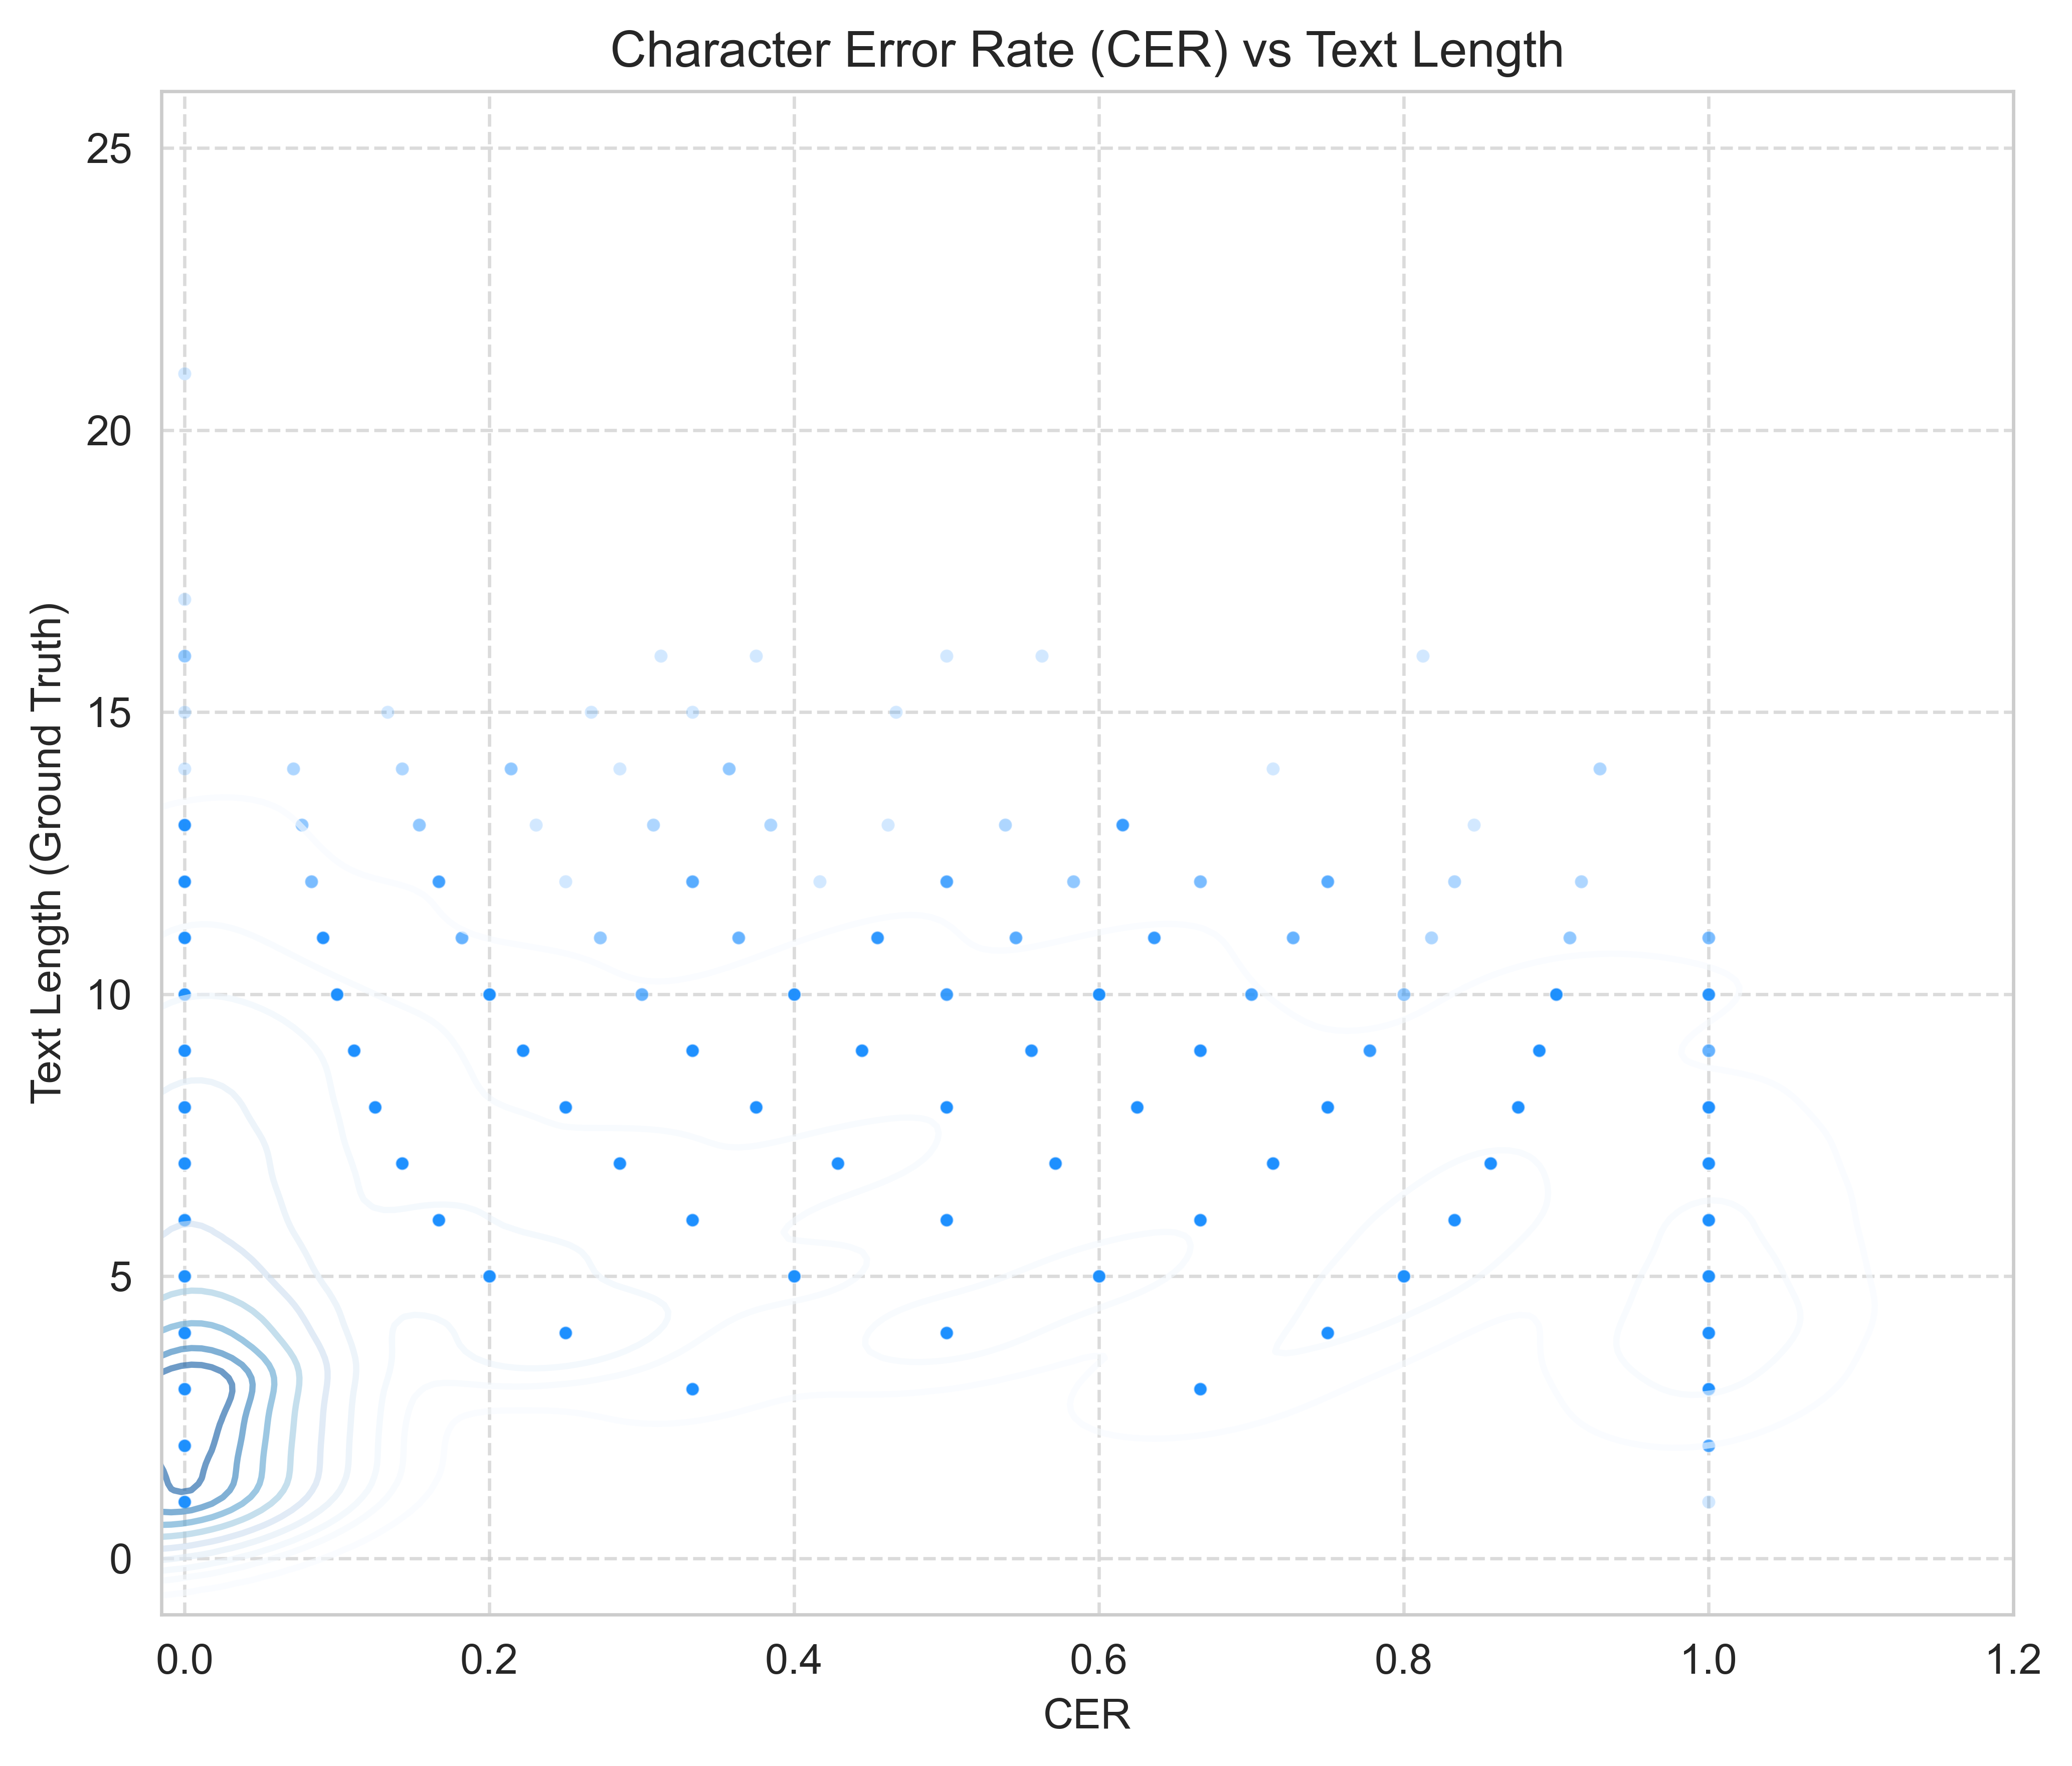 Character Error Rate (CER) vs Text Length
25
20
15
10
5
0
Text Length (Ground Truth)
0.0 0.2 0.4 0.6 0.8 1.0 1.2
CER